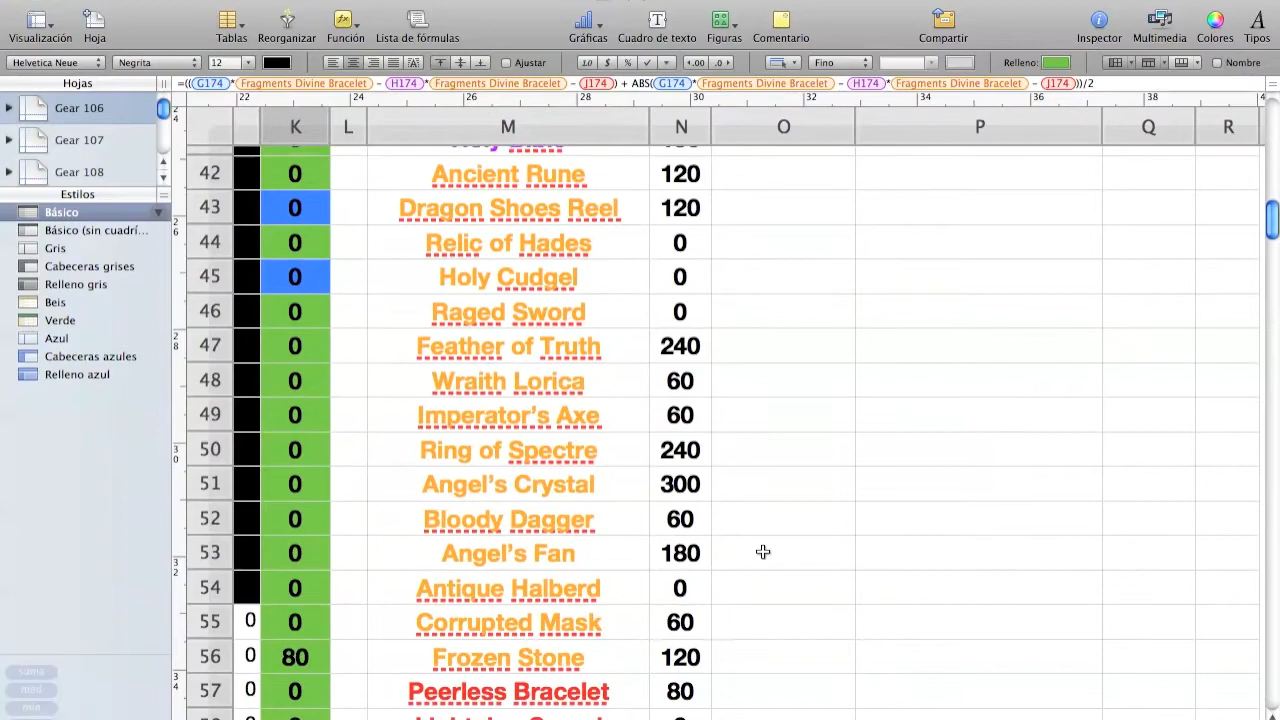 Visualización Hoja Tablas Reorganizar Función Lista de fórmulas Gráficas Cuadro de texto Figuras Comentario Compartir Inspector Multimedia Colores Tipos
Helvetica Neue Negrita 12 Ajustar 1,0 $ % Fino Relleno: Nombre
Hojas
=((G174*Fragments Divine Bracelet − H174*Fragments Divine Bracelet − J174) + ABS(G174*Fragments Divine Bracelet − H174*Fragments Divine Bracelet − J174))/2
22 24 26 28 30 32 34 36 38
Gear 106
Gear 107
Gear 108
Estilos
Básico
Básico (sin cuadrí...
Gris
Cabeceras grises
Relleno gris
Beis
Verde
Azul
Cabeceras azules
Relleno azul
suma
med
mín
K L M N O P Q R
42 0 Ancient Rune 120
43 0 Dragon Shoes Reel 120
44 0 Relic of Hades 0
45 0 Holy Cudgel 0
46 0 Raged Sword 0
47 0 Feather of Truth 240
48 0 Wraith Lorica 60
49 0 Imperator's Axe 60
50 0 Ring of Spectre 240
51 0 Angel's Crystal 300
52 0 Bloody Dagger 60
53 0 Angel's Fan 180
54 0 Antique Halberd 0
55 0 0 Corrupted Mask 60
56 0 80 Frozen Stone 120
57 0 0 Peerless Bracelet 80